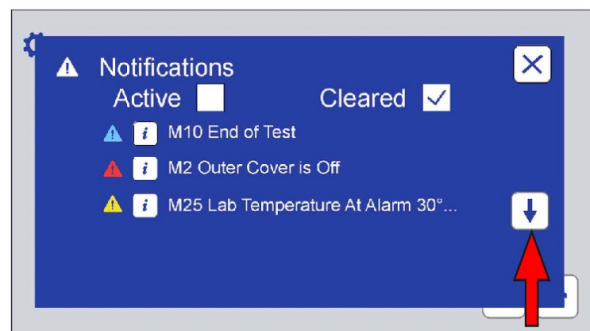 Notifications
Active Cleared
M10 End of Test
M2 Outer Cover is Off
M25 Lab Temperature At Alarm 30°...